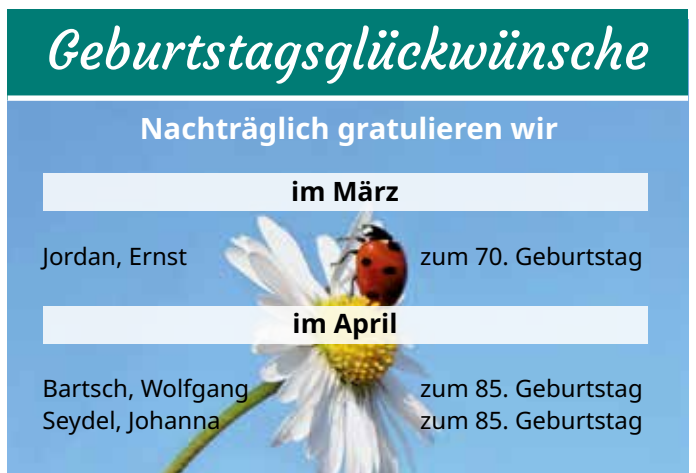 Geburtstagsglückwünsche
Nachträglich gratulieren wir
im März
Jordan, Ernst zum 70. Geburtstag
im April
Bartsch, Wolfgang zum 85. Geburtstag
Seydel, Johanna zum 85. Geburtstag